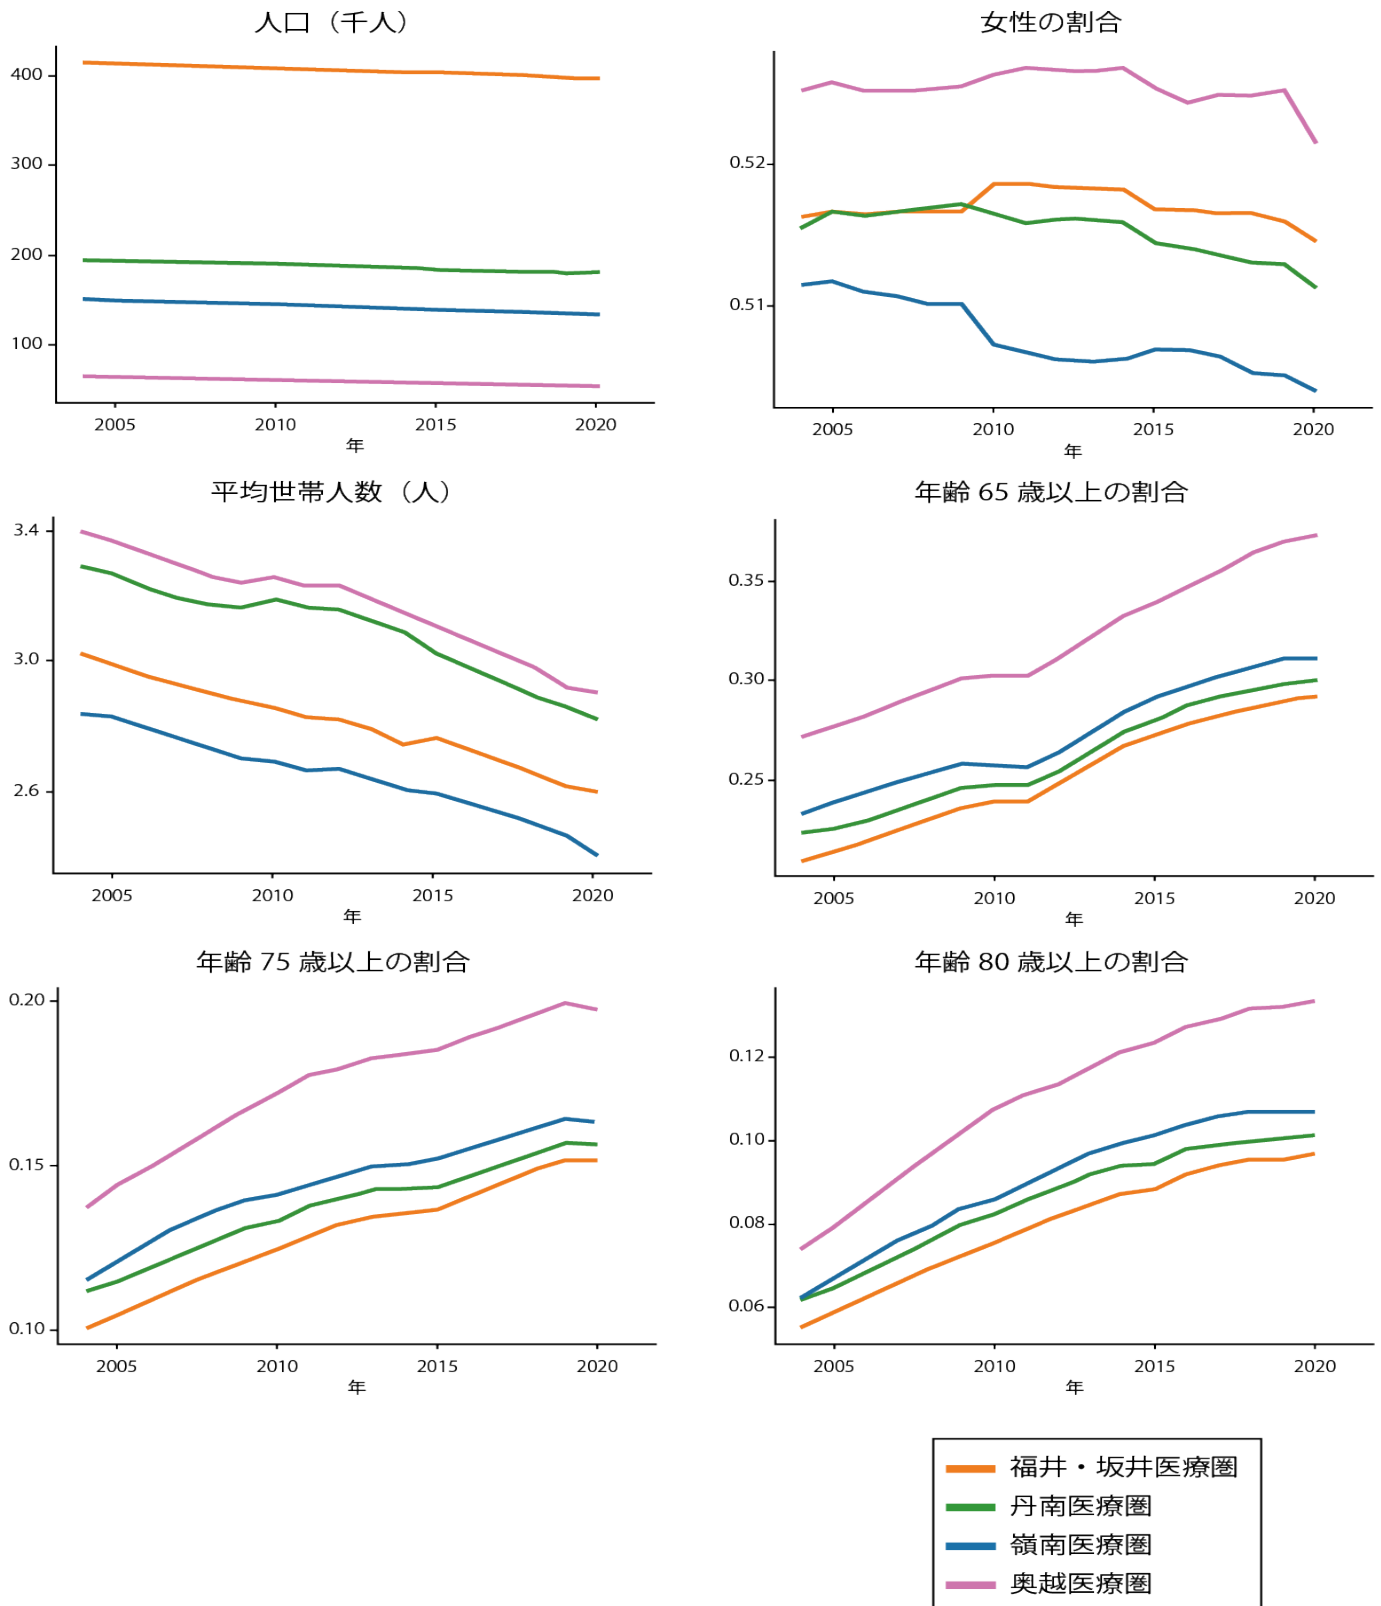 人口（千人）
400
300
200
100
2005 2010 2015 2020
年
女性の割合
0.52
0.51
2005 2010 2015 2020
年
平均世帯人数（人）
3.4
3.0
2.6
2005 2010 2015 2020
年
年齢 65 歳以上の割合
0.35
0.30
0.25
2005 2010 2015 2020
年
年齢 75 歳以上の割合
0.20
0.15
0.10
2005 2010 2015 2020
年
年齢 80 歳以上の割合
0.12
0.10
0.08
0.06
2005 2010 2015 2020
年
福井・坂井医療圏
丹南医療圏
嶺南医療圏
奥越医療圏